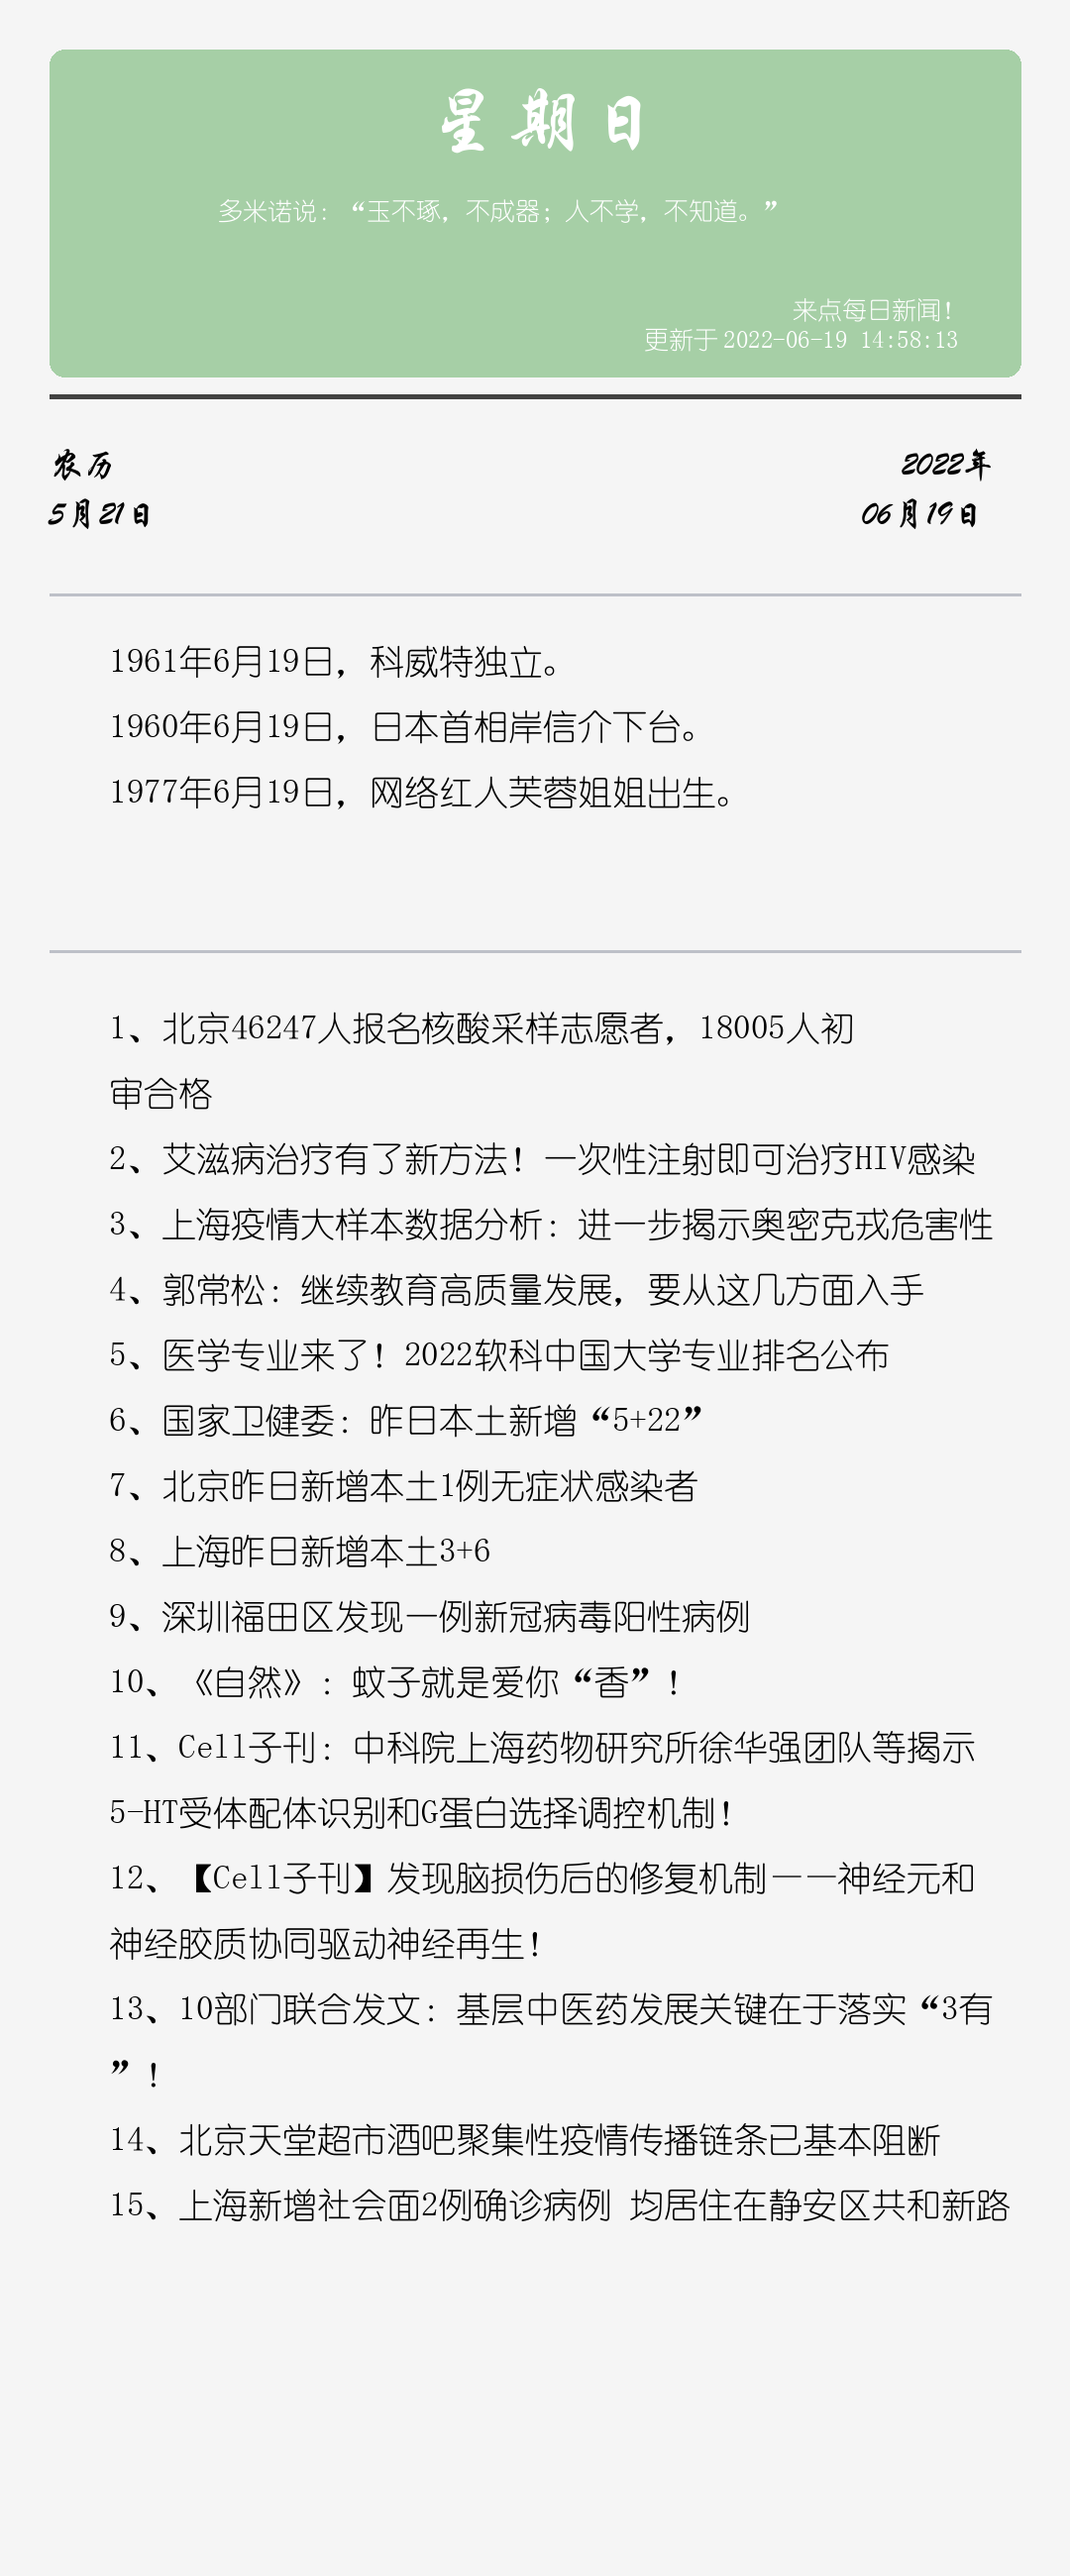 星期日
多米诺说：“玉不琢，不成器；人不学，不知道。”
来点每日新闻！
更新于 2022-06-19 14:58:13
农历
2022年
5月21日
06月19日
1961年6月19日，科威特独立。
1960年6月19日，日本首相岸信介下台。
1977年6月19日，网络红人芙蓉姐姐出生。
1、北京46247人报名核酸采样志愿者，18005人初
审合格
2、艾滋病治疗有了新方法！一次性注射即可治疗HIV感染
3、上海疫情大样本数据分析：进一步揭示奥密克戎危害性
4、郭常松：继续教育高质量发展，要从这几方面入手
5、医学专业来了！2022软科中国大学专业排名公布
6、国家卫健委：昨日本土新增“5+22”
7、北京昨日新增本土1例无症状感染者
8、上海昨日新增本土3+6
9、深圳福田区发现一例新冠病毒阳性病例
10、《自然》：蚊子就是爱你“香”！
11、Cell子刊：中科院上海药物研究所徐华强团队等揭示
5-HT受体配体识别和G蛋白选择调控机制！
12、【Cell子刊】发现脑损伤后的修复机制——神经元和
神经胶质协同驱动神经再生！
13、10部门联合发文：基层中医药发展关键在于落实“3有
”！
14、北京天堂超市酒吧聚集性疫情传播链条已基本阻断
15、上海新增社会面2例确诊病例 均居住在静安区共和新路